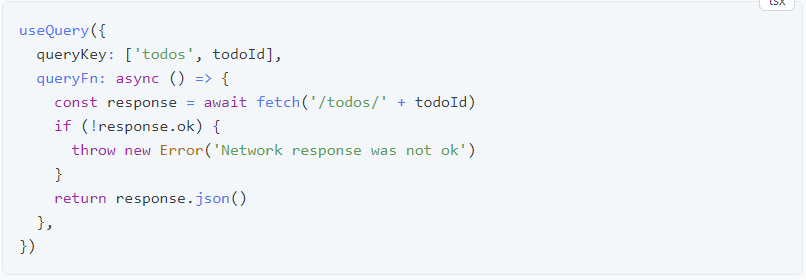 tsx
useQuery({
  queryKey: ['todos', todoId],
  queryFn: async () => {
    const response = await fetch('/todos/' + todoId)
    if (!response.ok) {
      throw new Error('Network response was not ok')
    }
    return response.json()
  },
})